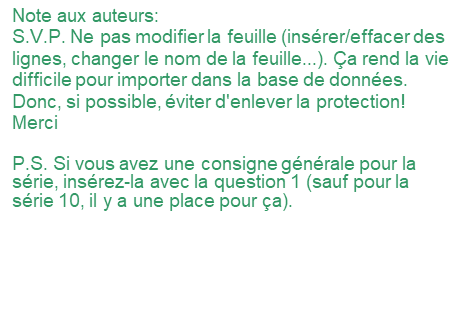 Note aux auteurs:
S.V.P. Ne pas modifier la feuille (insérer/effacer des
lignes, changer le nom de la feuille...). Ça rend la vie
difficile pour importer dans la base de données.
Donc, si possible, éviter d'enlever la protection!
Merci
P.S. Si vous avez une consigne générale pour la
série, insérez-la avec la question 1 (sauf pour la
série 10, il y a une place pour ça).